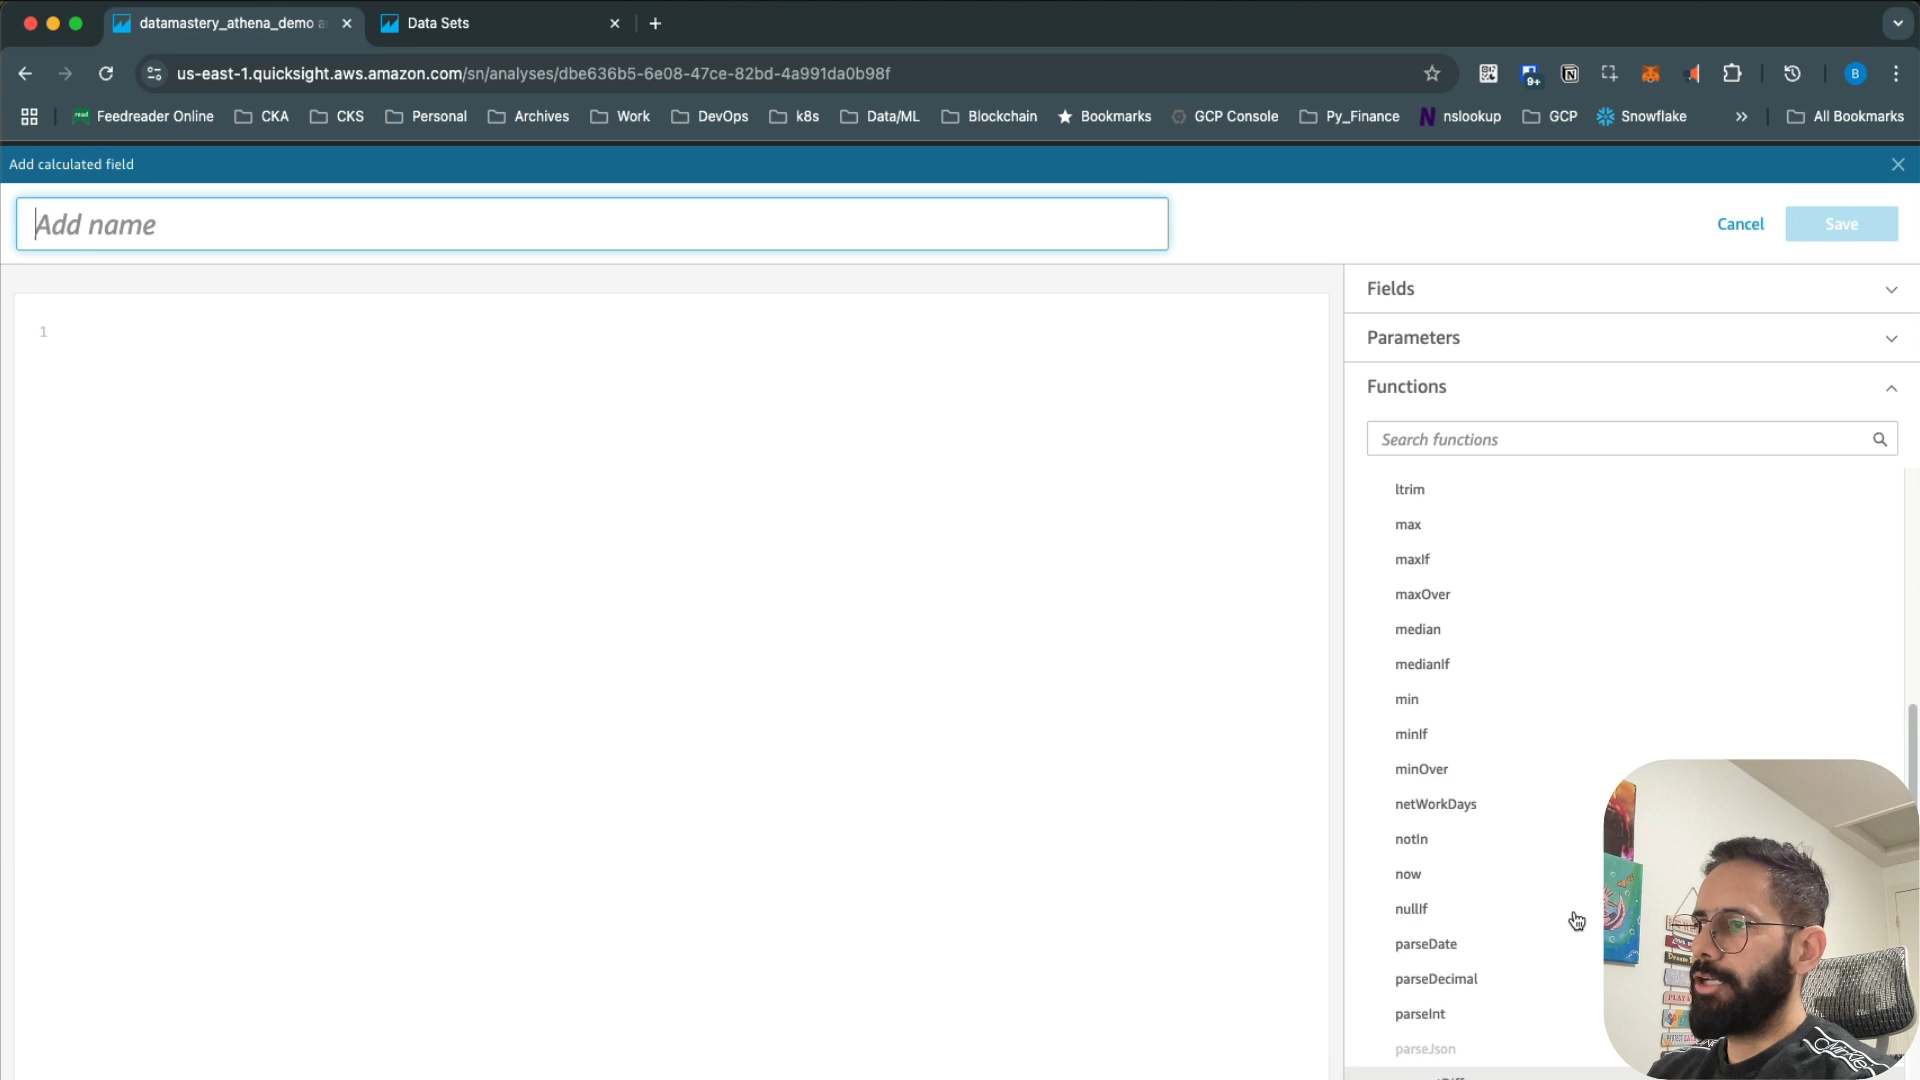 datamastery_athena_demo a
Data Sets
us-east-1.quicksight.aws.amazon.com/sn/analyses/dbe636b5-6e08-47ce-82bd-4a991da0b98f
9+
B
Feedreader Online
CKA
CKS
Personal
Archives
Work
DevOps
k8s
Data/ML
Blockchain
Bookmarks
GCP Console
Py_Finance
nslookup
GCP
Snowflake
All Bookmarks
Add calculated field
Add name
Cancel
Save
1
Fields
Parameters
Functions
Search functions
ltrim
max
maxIf
maxOver
median
medianIf
min
minIf
minOver
netWorkDays
notIn
now
nullIf
parseDate
parseDecimal
parseInt
parseJson